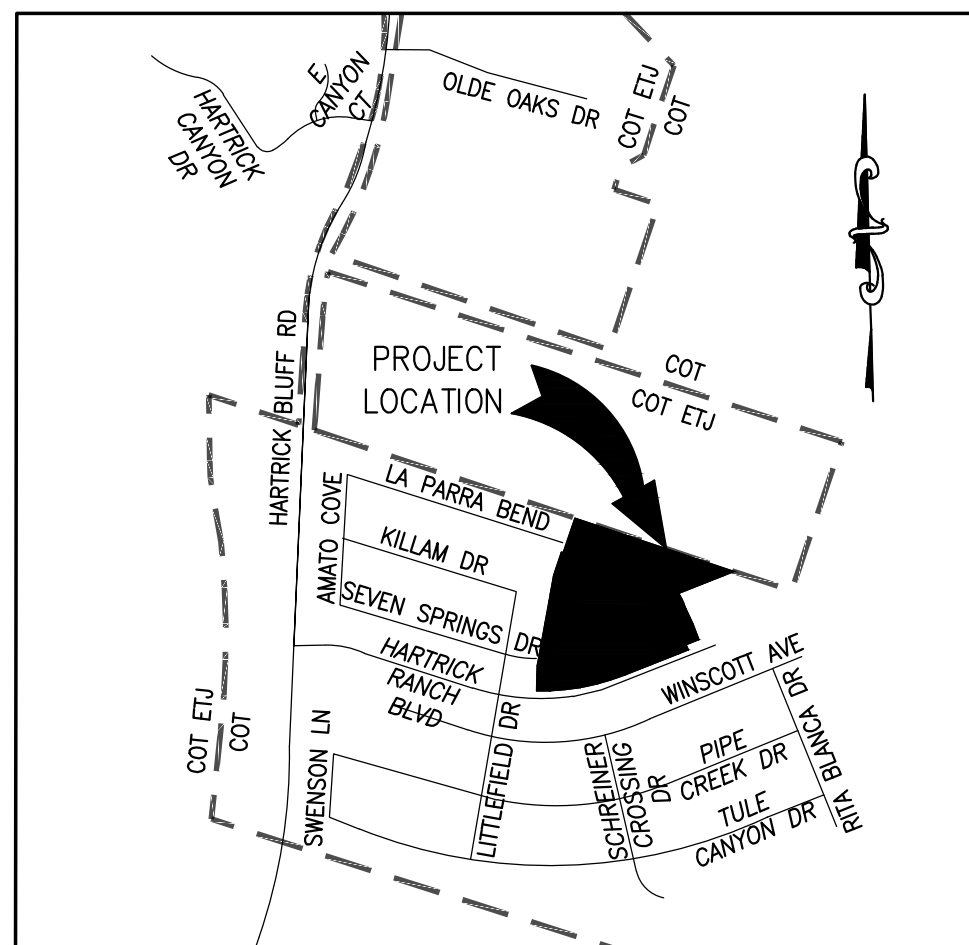 OLDE OAKS DR
COT ETJ
COT
E
CANYON
CT
HARTRICK
CANYON
DR
HARTRICK BLUFF RD
PROJECT
LOCATION
COT
COT ETJ
LA PARRA BEND
AMATO COVE
KILLAM DR
SEVEN SPRINGS DR
HARTRICK
RANCH
BLVD
WINSCOTT AVE
COT ETJ
COT
SWENSON LN
LITTLEFIELD DR
SCHREINER
CROSSING
DR
PIPE
CREEK DR
TULE
CANYON DR
RITA BLANCA DR